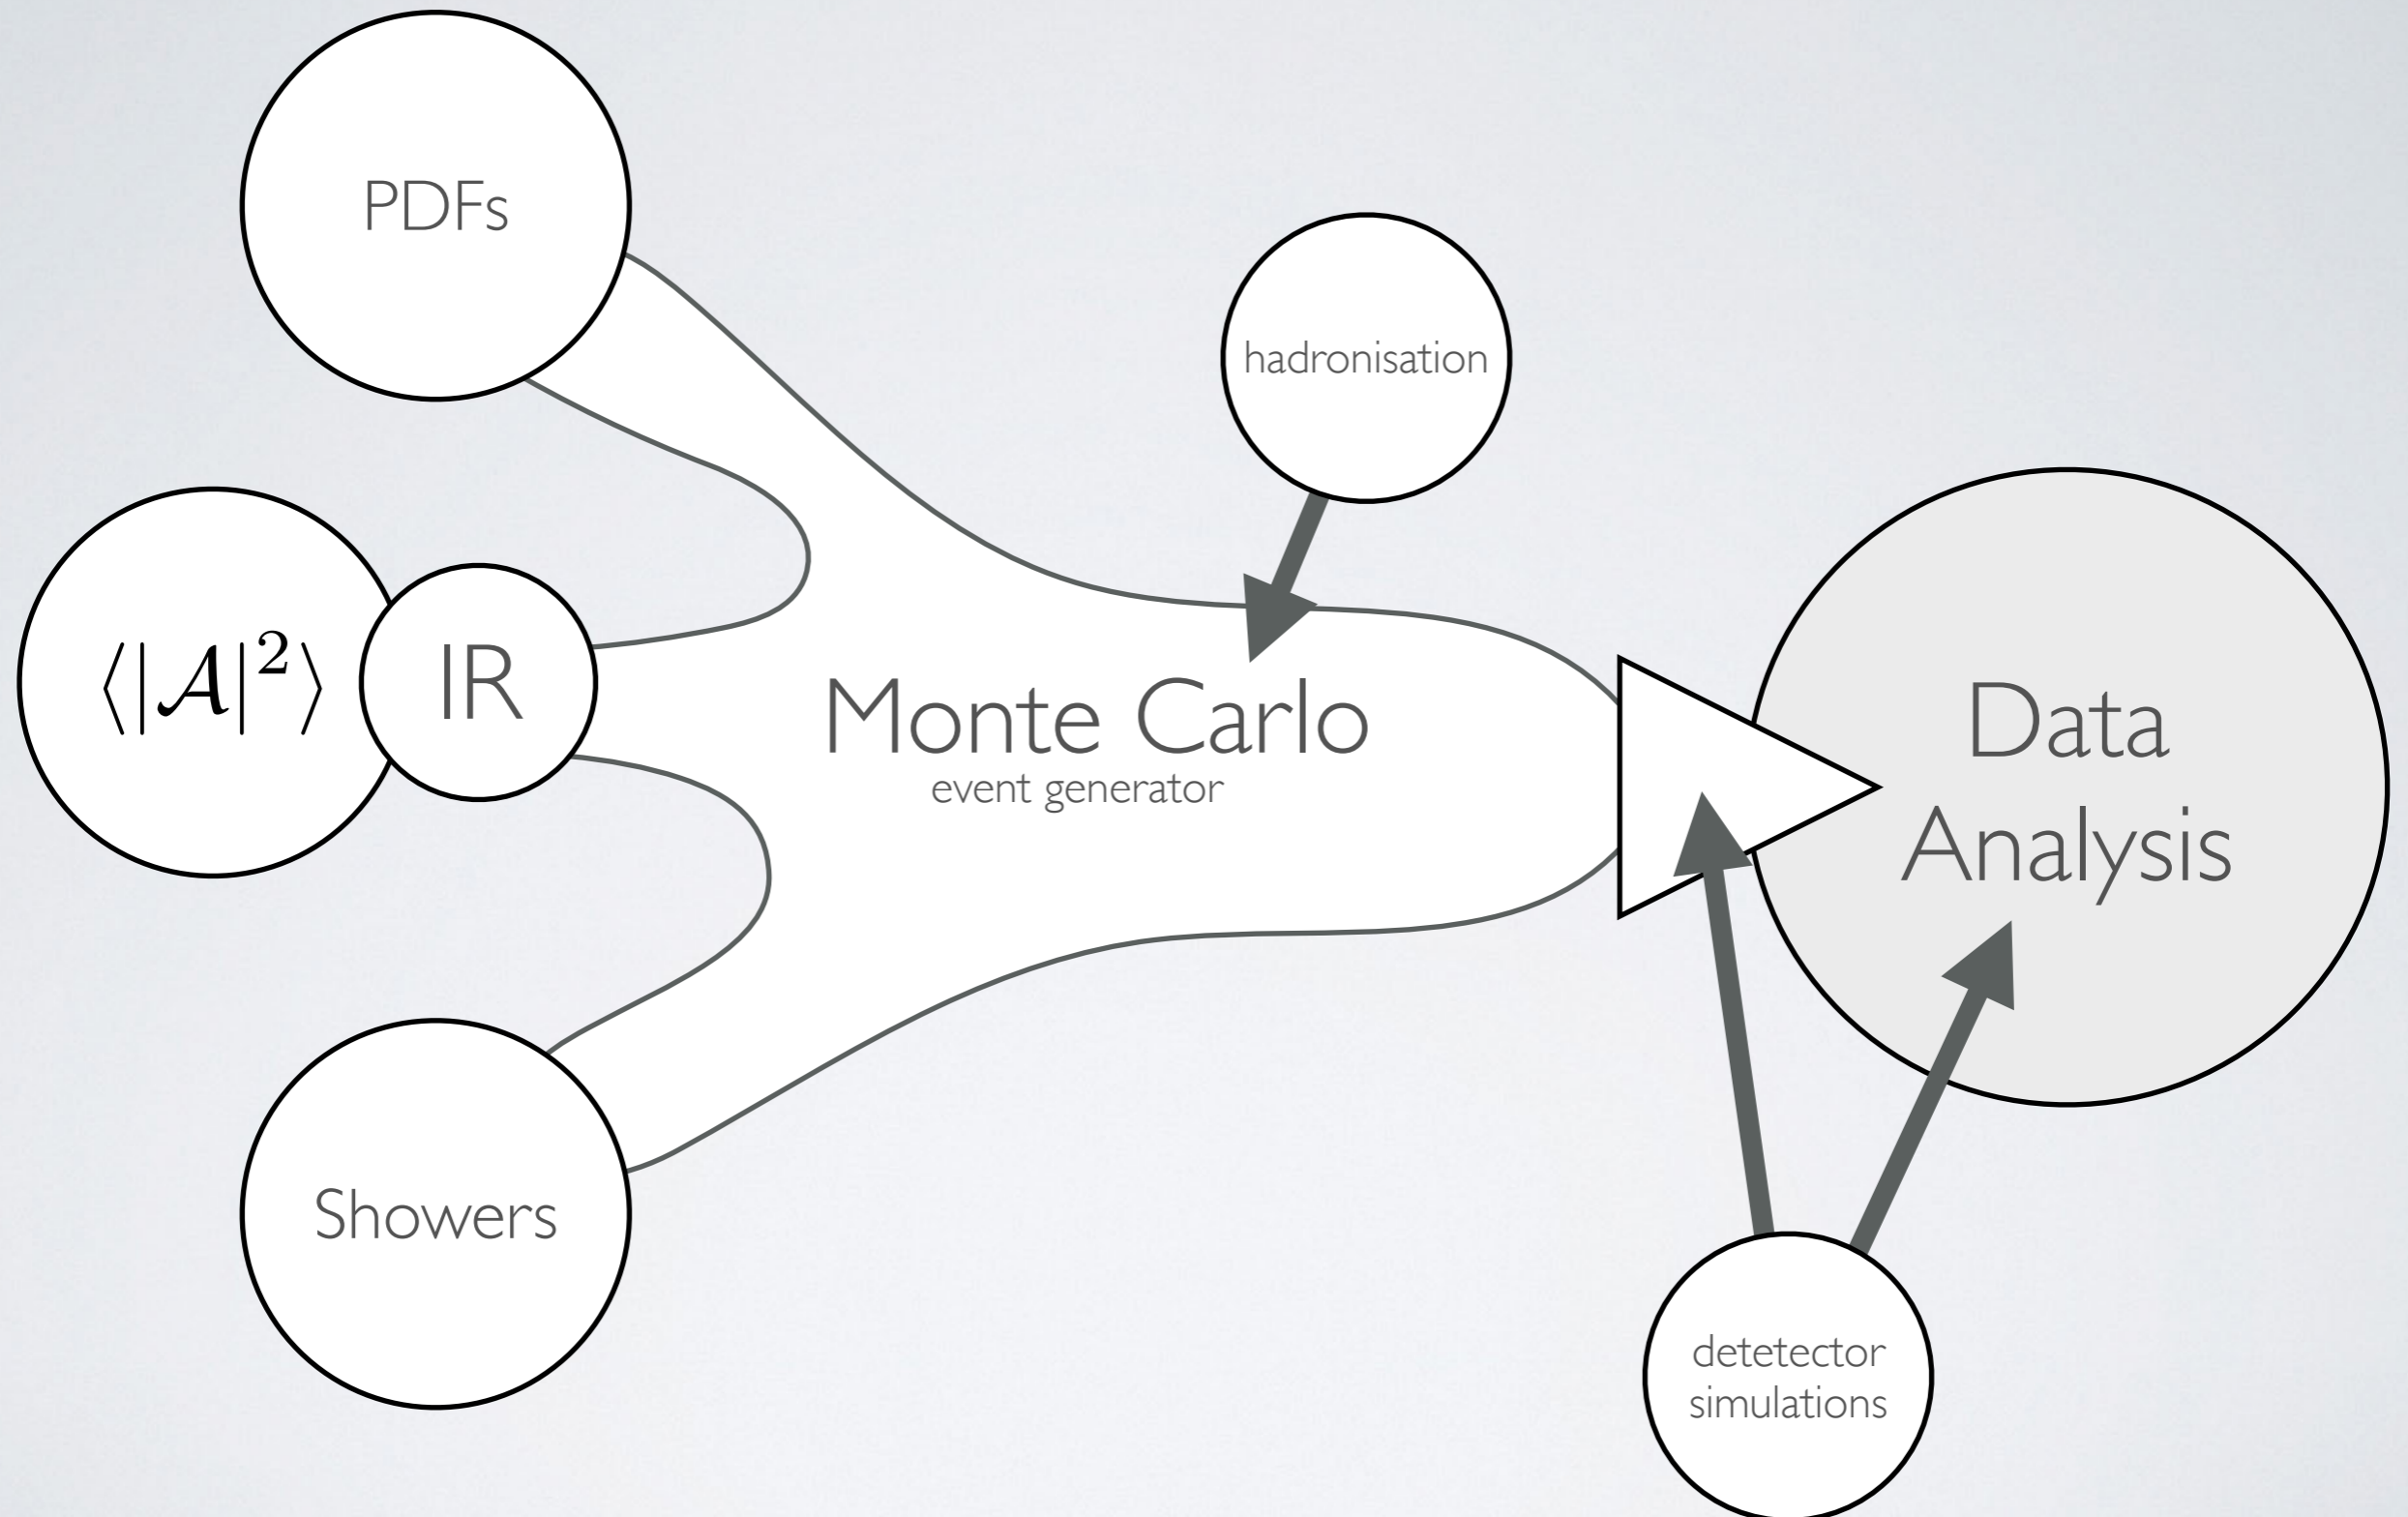 PDFs
hadronisation
⟨|𝒜|²⟩
IR
Monte Carlo
event generator
Data
Analysis
Showers
detetector
simulations